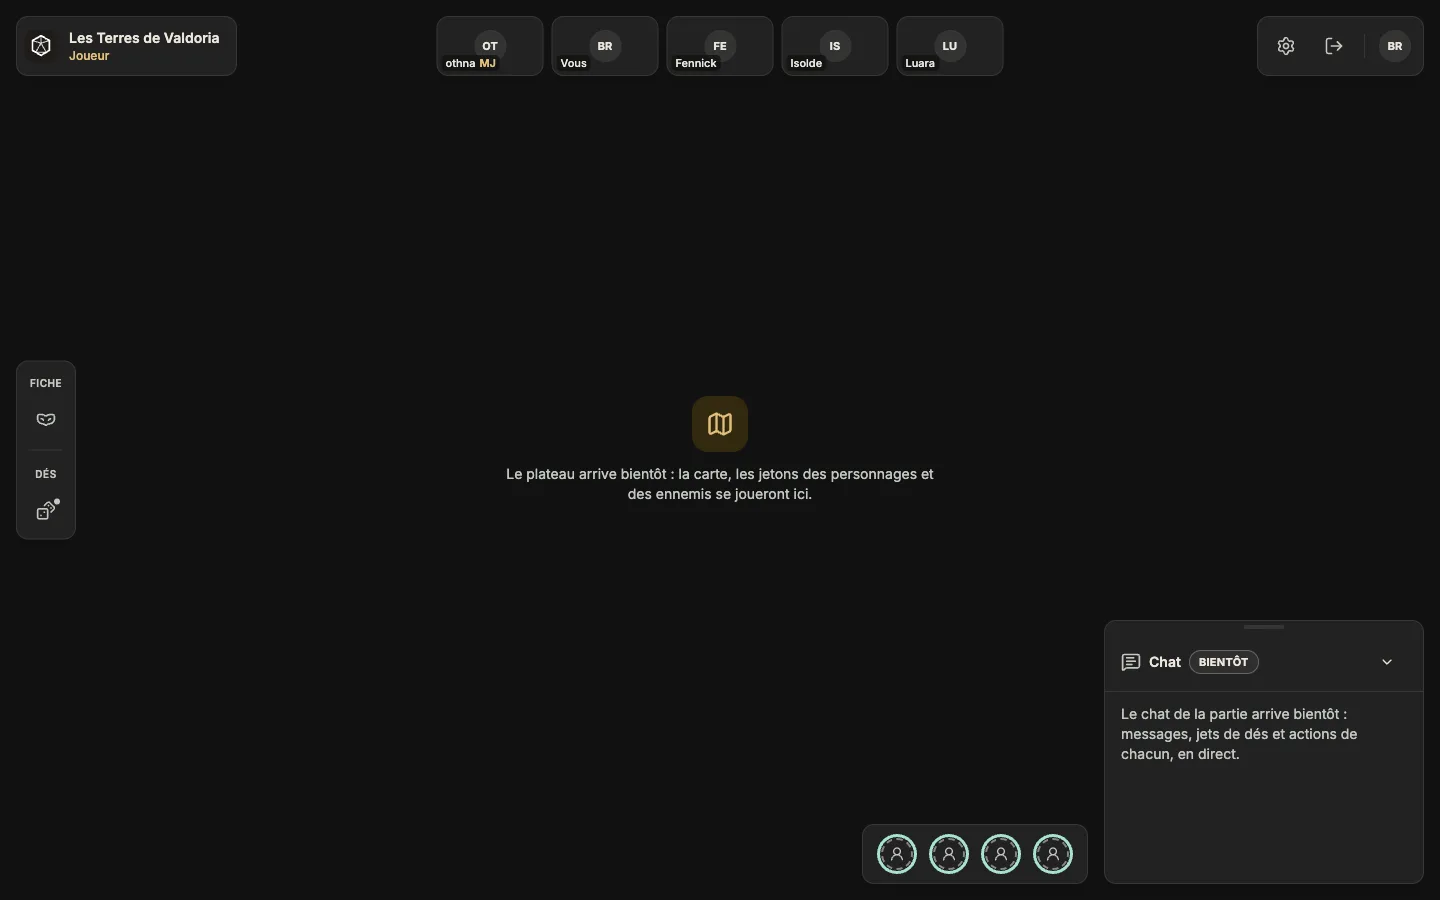 Les Terres de Valdoria
Joueur
OT
othna MJ
BR
Vous
FE
Fennick
IS
Isolde
LU
Luara
BR
FICHE
DÉS
Le plateau arrive bientôt : la carte, les jetons des personnages et
des ennemis se joueront ici.
Chat BIENTÔT
Le chat de la partie arrive bientôt :
messages, jets de dés et actions de
chacun, en direct.